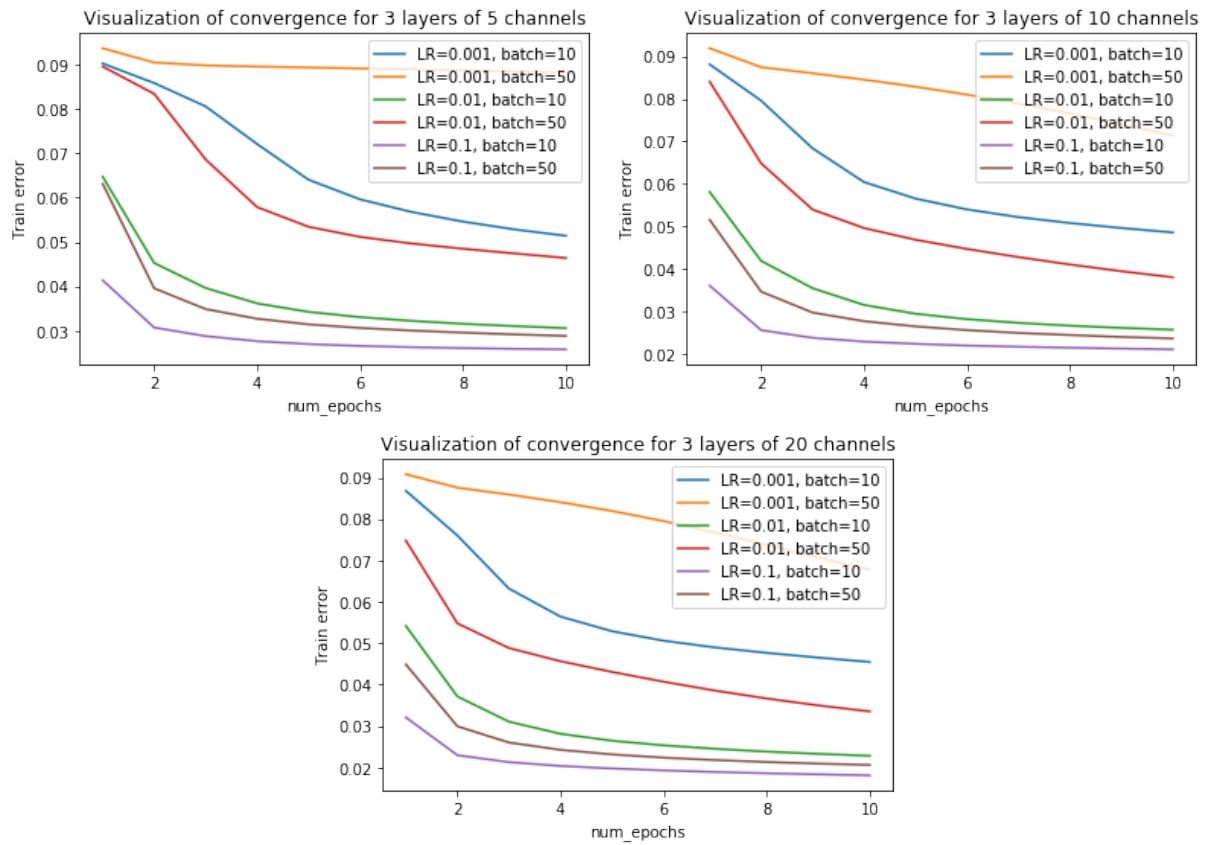 Visualization of convergence for 3 layers of 5 channels
LR=0.001, batch=10
LR=0.001, batch=50
LR=0.01, batch=10
LR=0.01, batch=50
LR=0.1, batch=10
LR=0.1, batch=50
0.09
0.08
0.07
0.06
0.05
0.04
0.03
Train error
2 4 6 8 10
num_epochs
Visualization of convergence for 3 layers of 10 channels
LR=0.001, batch=10
LR=0.001, batch=50
LR=0.01, batch=10
LR=0.01, batch=50
LR=0.1, batch=10
LR=0.1, batch=50
0.09
0.08
0.07
0.06
0.05
0.04
0.03
0.02
Train error
2 4 6 8 10
num_epochs
Visualization of convergence for 3 layers of 20 channels
LR=0.001, batch=10
LR=0.001, batch=50
LR=0.01, batch=10
LR=0.01, batch=50
LR=0.1, batch=10
LR=0.1, batch=50
0.09
0.08
0.07
0.06
0.05
0.04
0.03
0.02
Train error
2 4 6 8 10
num_epochs